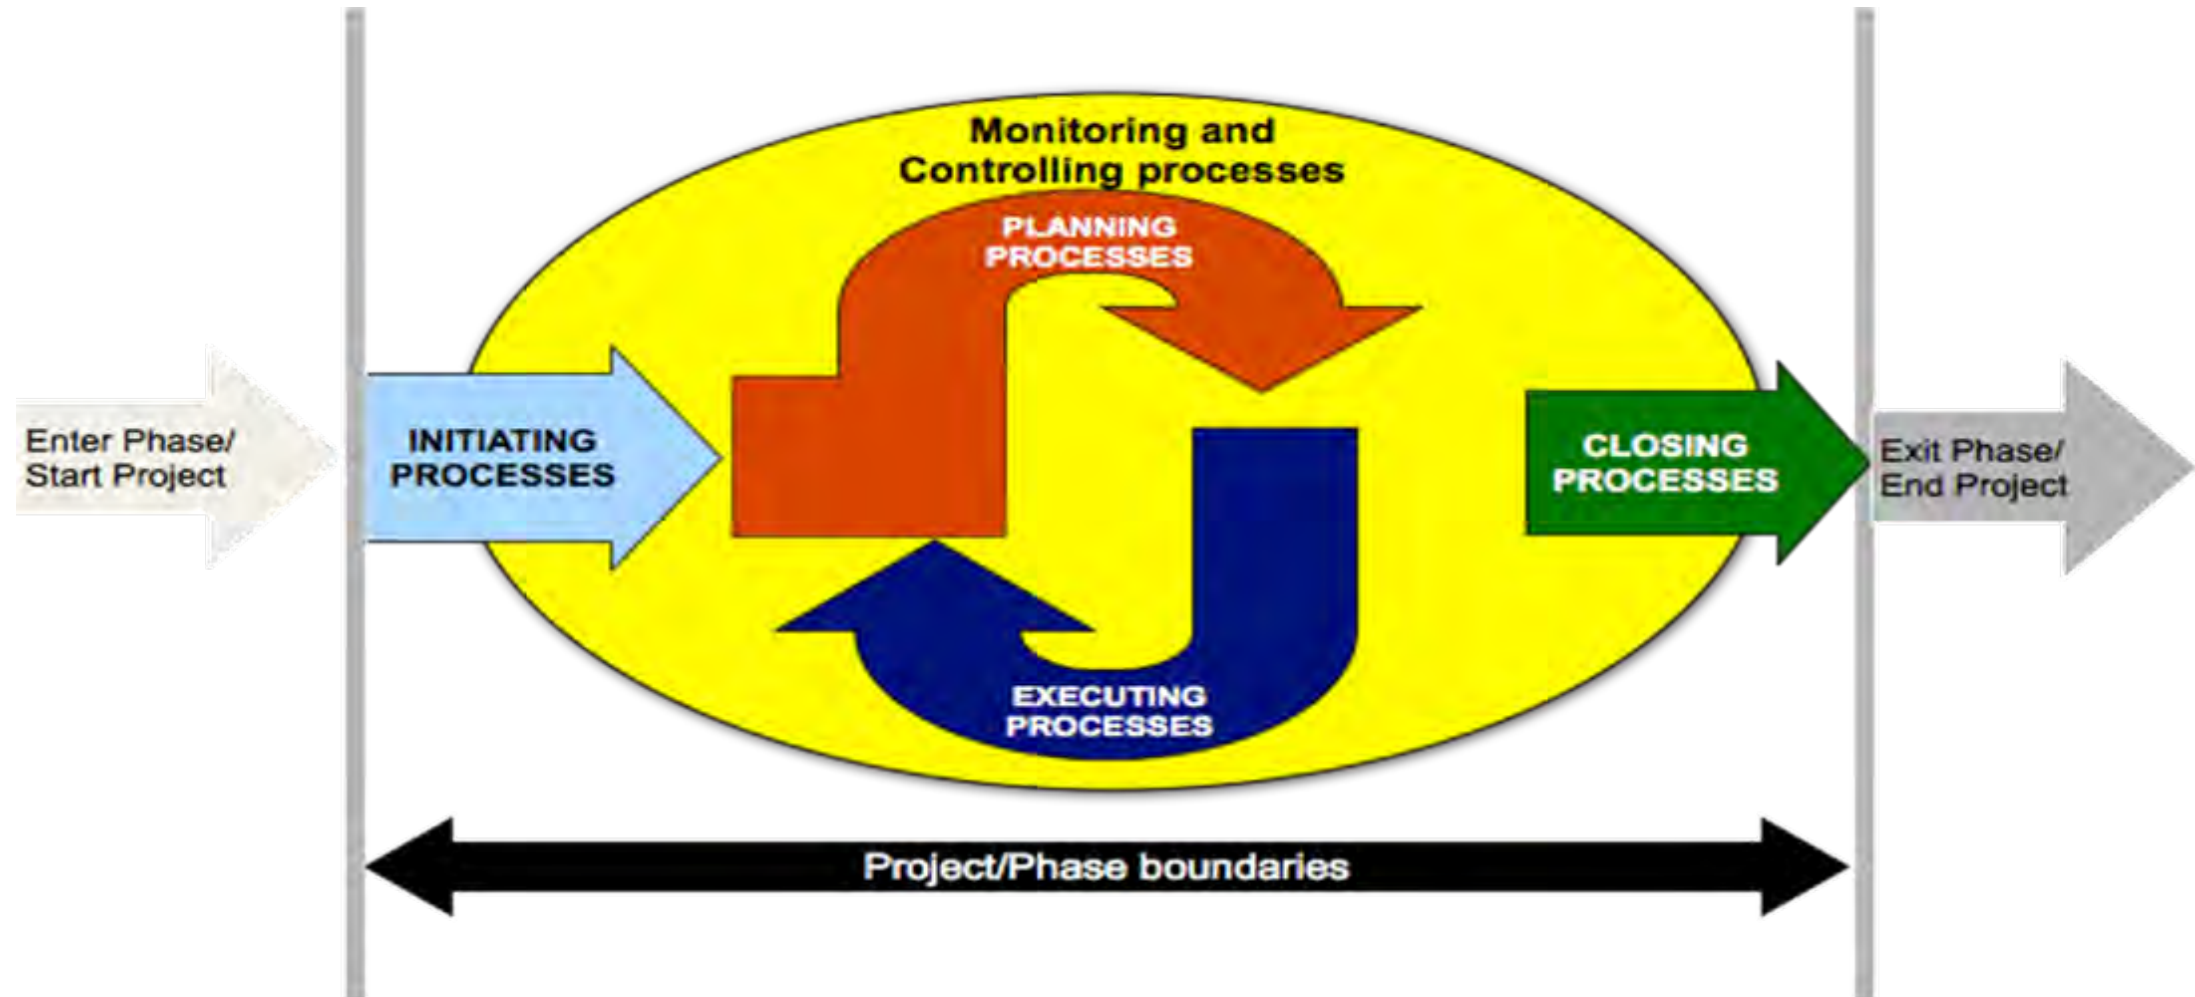 Monitoring and
Controlling processes
PLANNING
PROCESSES
Enter Phase/
Start Project
INITIATING
PROCESSES
CLOSING
PROCESSES
Exit Phase/
End Project
EXECUTING
PROCESSES
Project/Phase boundaries